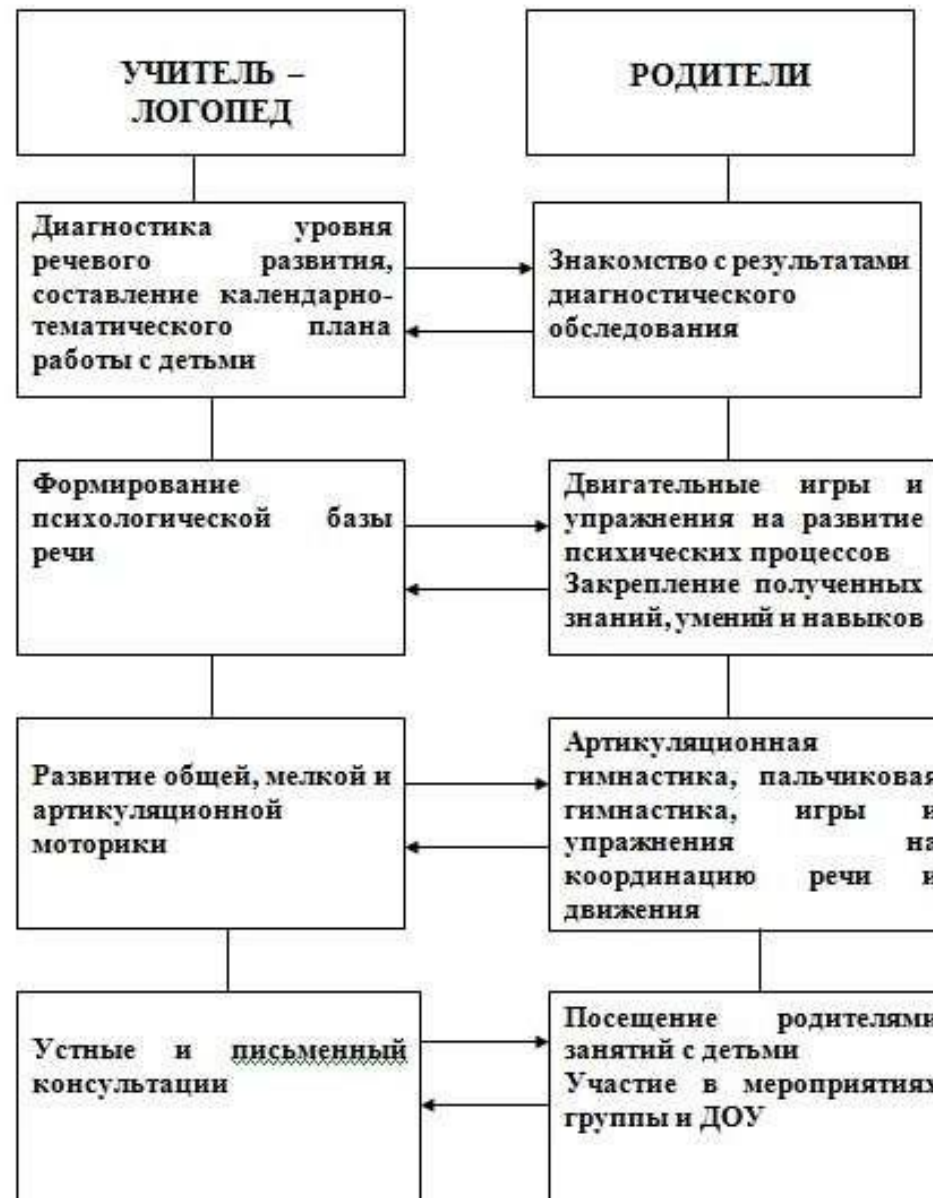 УЧИТЕЛЬ –
ЛОГОПЕД
РОДИТЕЛИ
Диагностика уровня
речевого развития,
составление календарно-
тематического плана
работы с детьми
Знакомство с результатами
диагностического
обследования
Формирование
психологической базы
речи
Двигательные игры и
упражнения на развитие
психических процессов
Закрепление полученных
знаний, умений и навыков
Развитие общей, мелкой и
артикуляционной
моторики
Артикуляционная
гимнастика, пальчиковая
гимнастика, игры и
упражнения на
координацию речи и
движения
Устные и письменный
консультации
Посещение родителями
занятий с детьми
Участие в мероприятиях
группы и ДОУ